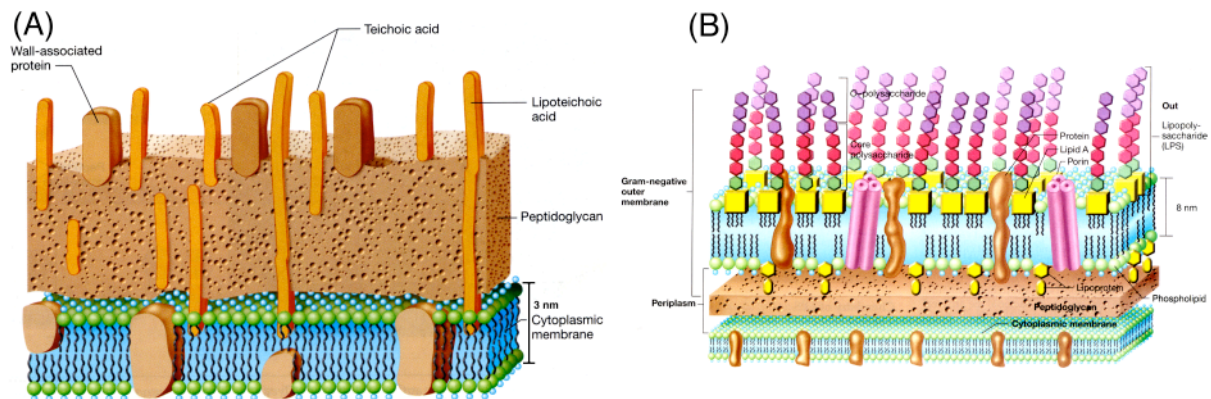 (A)
Wall-associated
protein
Teichoic acid
Lipoteichoic
acid
Peptidoglycan
3 nm
Cytoplasmic
membrane
(B)
O-polysaccharide
Core
polysaccharide
Protein
Lipid A
Porin
Out
Lipopoly-
saccharide
(LPS)
Gram-negative
outer
membrane
8 nm
Periplasm
Lipoprotein
Phospholipid
Peptidoglycan
Cytoplasmic membrane